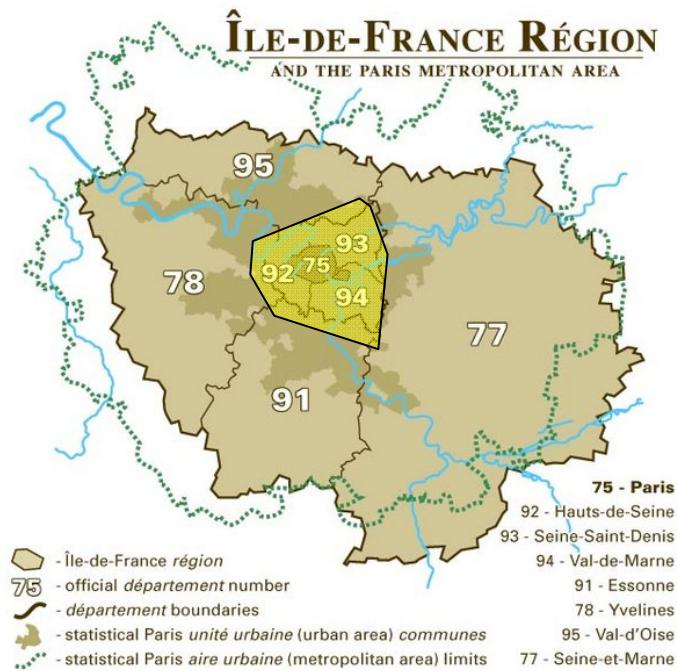 ÎLE-DE-FRANCE RÉGION
AND THE PARIS METROPOLITAN AREA
95
93
92
75
78
94
77
91
75 - Paris
92 - Hauts-de-Seine
93 - Seine-Saint-Denis
94 - Val-de-Marne
91 - Essonne
78 - Yvelines
95 - Val-d'Oise
77 - Seine-et-Marne
- Île-de-France région
75 - official département number
- département boundaries
- statistical Paris unité urbaine (urban area) communes
- statistical Paris aire urbaine (metropolitan area) limits